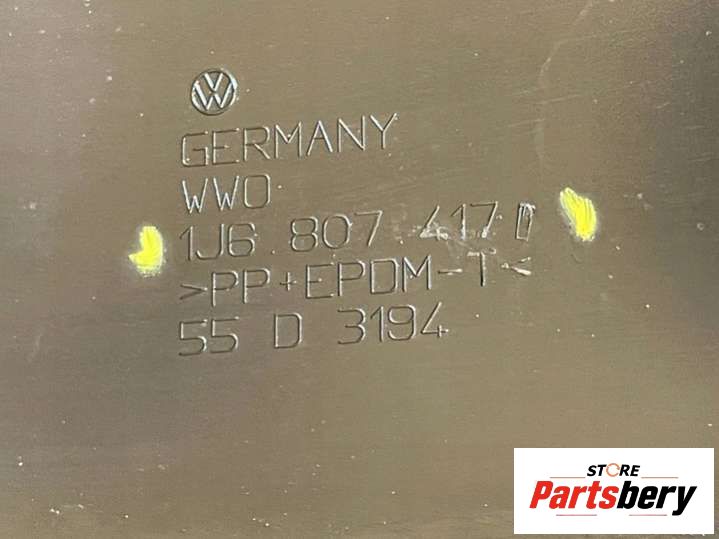 GERMANY
WWO
1J6.807.417
>PP+EPDM-T<
55 D 3194
STORE
Partsbery